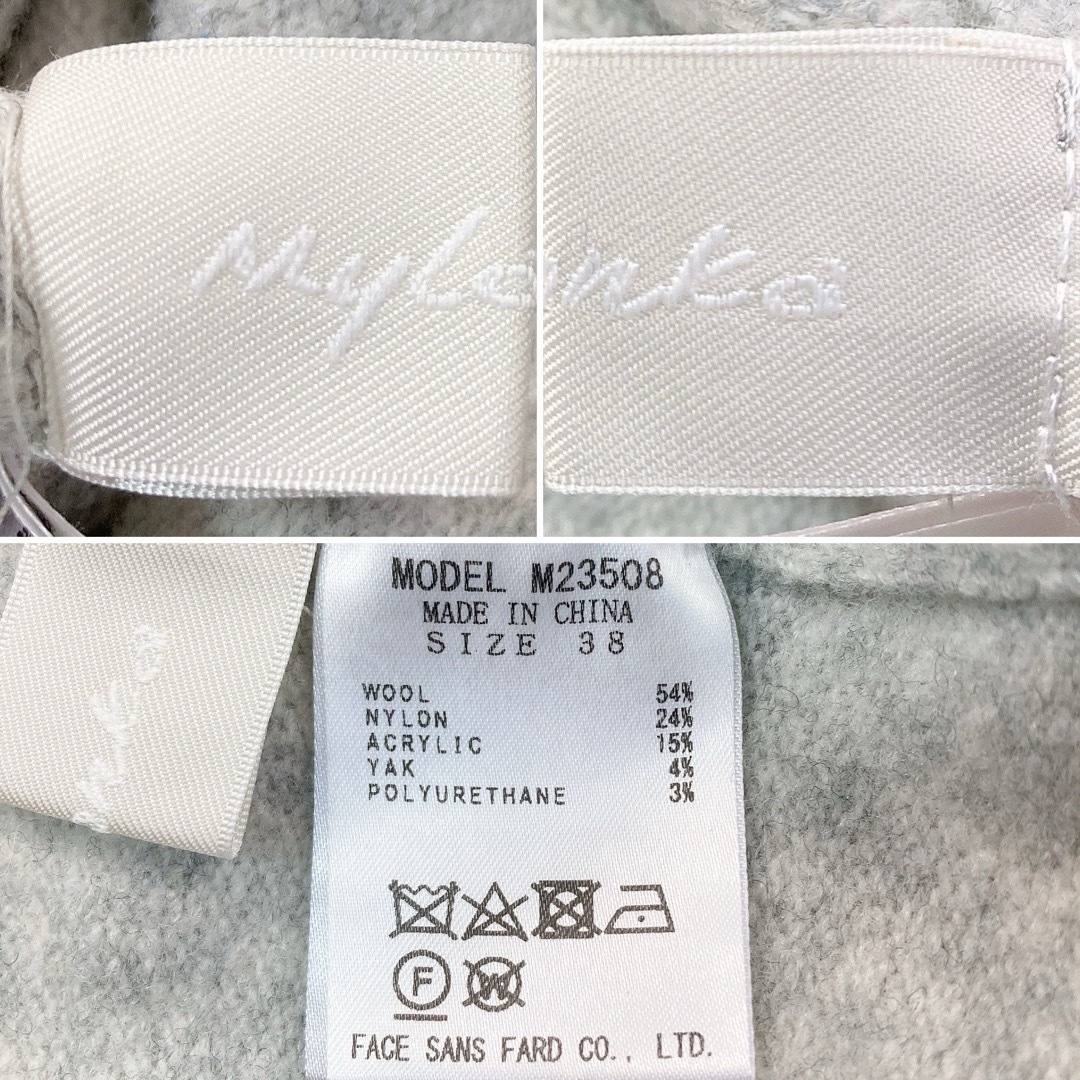 Mylanka
MODEL M23508
MADE IN CHINA
SIZE 38
WOOL 54%
NYLON 24%
ACRYLIC 15%
YAK 4%
POLYURETHANE 3%
F
W
FACE SANS FARD CO., LTD.